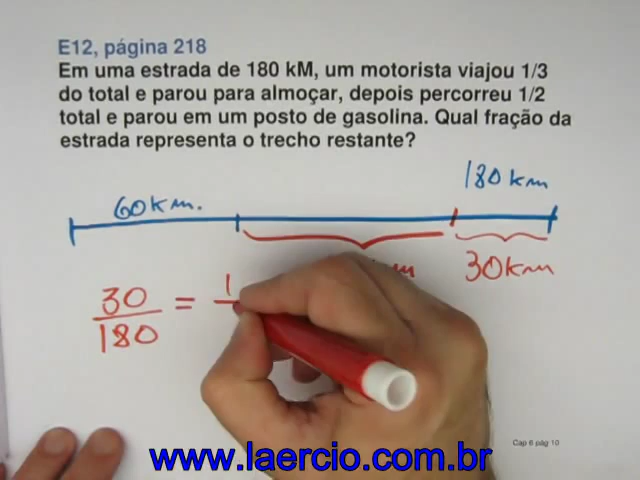 E12, página 218
Em uma estrada de 180 kM, um motorista viajou 1/3
do total e parou para almoçar, depois percorreu 1/2
total e parou em um posto de gasolina. Qual fração da
estrada representa o trecho restante?
180 km
60 km.
30 km
30
180
=
1
Cap 6 pág 10
www.laercio.com.br